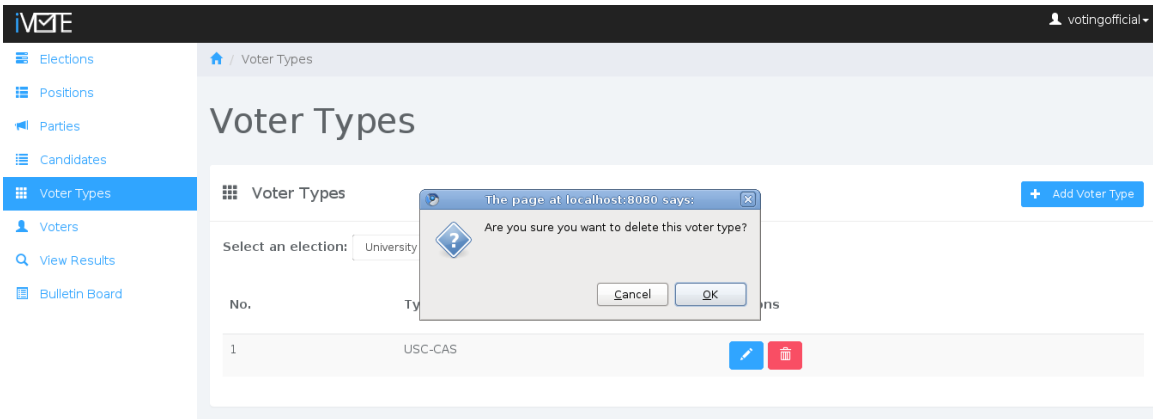 iVOTE
votingofficial
Elections
Positions
Parties
Candidates
Voter Types
Voters
View Results
Bulletin Board
/ Voter Types
Voter Types
Voter Types
Add Voter Type
Select an election: University
The page at localhost:8080 says:
Are you sure you want to delete this voter type?
Cancel OK
No.
1 USC-CAS